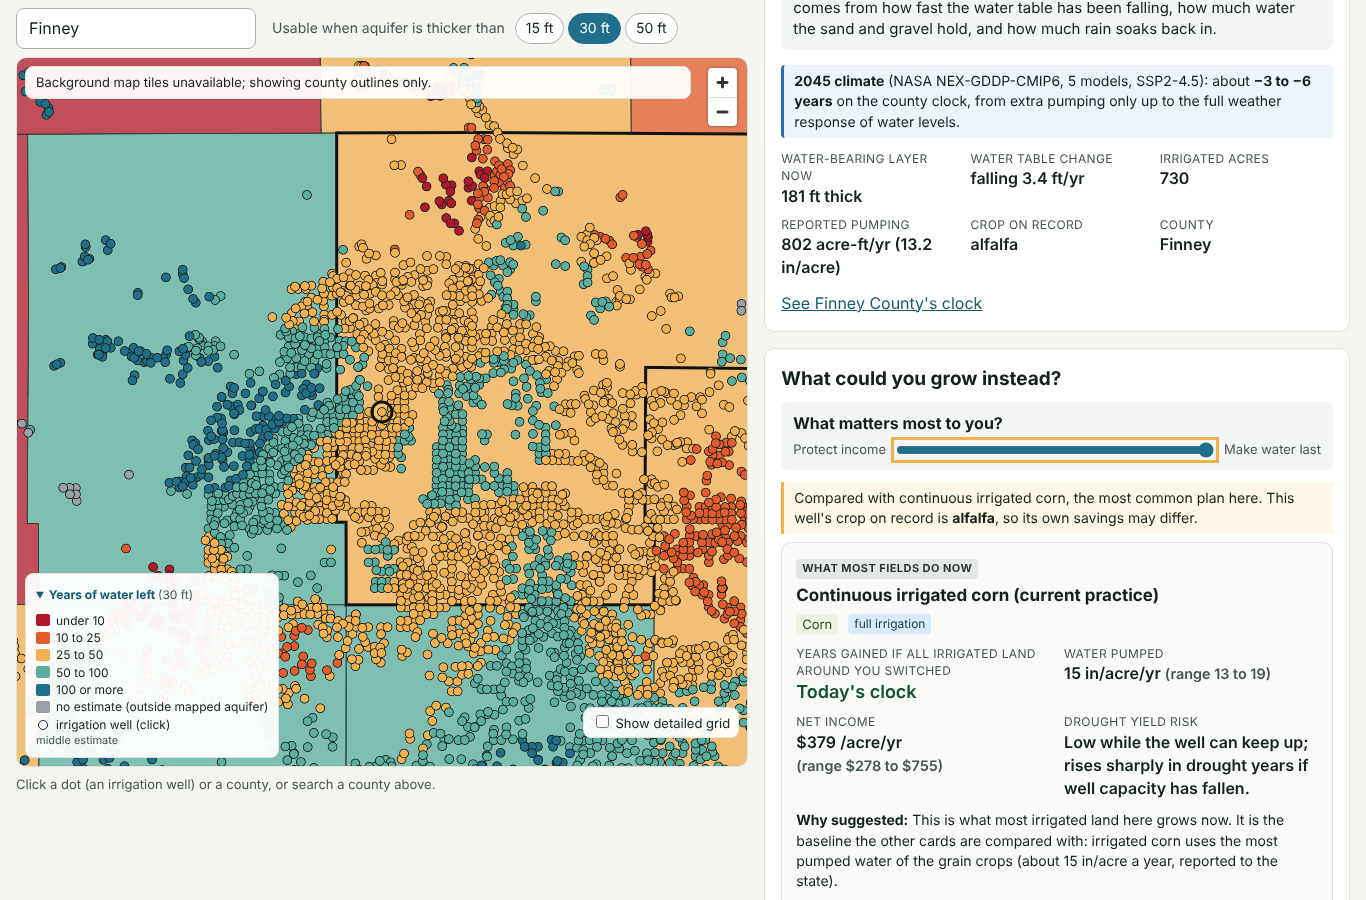 Finney
Usable when aquifer is thicker than
15 ft
30 ft
50 ft
Background map tiles unavailable; showing county outlines only.
+
−
▼ Years of water left (30 ft)
under 10
10 to 25
25 to 50
50 to 100
100 or more
no estimate (outside mapped aquifer)
irrigation well (click)
middle estimate
Show detailed grid
Click a dot (an irrigation well) or a county, or search a county above.
comes from how fast the water table has been falling, how much water
the sand and gravel hold, and how much rain soaks back in.
2045 climate (NASA NEX-GDDP-CMIP6, 5 models, SSP2-4.5): about −3 to −6
years on the county clock, from extra pumping only up to the full weather
response of water levels.
WATER-BEARING LAYER
NOW
181 ft thick
WATER TABLE CHANGE
falling 3.4 ft/yr
IRRIGATED ACRES
730
REPORTED PUMPING
802 acre-ft/yr (13.2
in/acre)
CROP ON RECORD
alfalfa
COUNTY
Finney
See Finney County's clock
What could you grow instead?
What matters most to you?
Protect income
Make water last
Compared with continuous irrigated corn, the most common plan here. This
well's crop on record is alfalfa, so its own savings may differ.
WHAT MOST FIELDS DO NOW
Continuous irrigated corn (current practice)
Corn
full irrigation
YEARS GAINED IF ALL IRRIGATED LAND
AROUND YOU SWITCHED
Today's clock
WATER PUMPED
15 in/acre/yr (range 13 to 19)
NET INCOME
$379 /acre/yr
(range $278 to $755)
DROUGHT YIELD RISK
Low while the well can keep up;
rises sharply in drought years if
well capacity has fallen.
Why suggested: This is what most irrigated land here grows now. It is the
baseline the other cards are compared with: irrigated corn uses the most
pumped water of the grain crops (about 15 in/acre a year, reported to the
state).